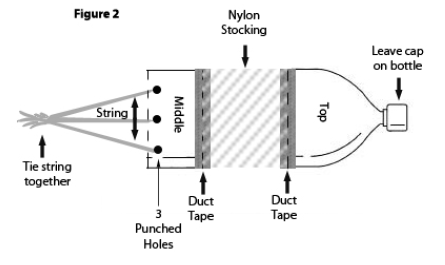 Figure 2
Nylon
Stocking
Leave cap
on bottle
String
Middle
Top
Tie string
together
3
Punched
Holes
Duct
Tape
Duct
Tape